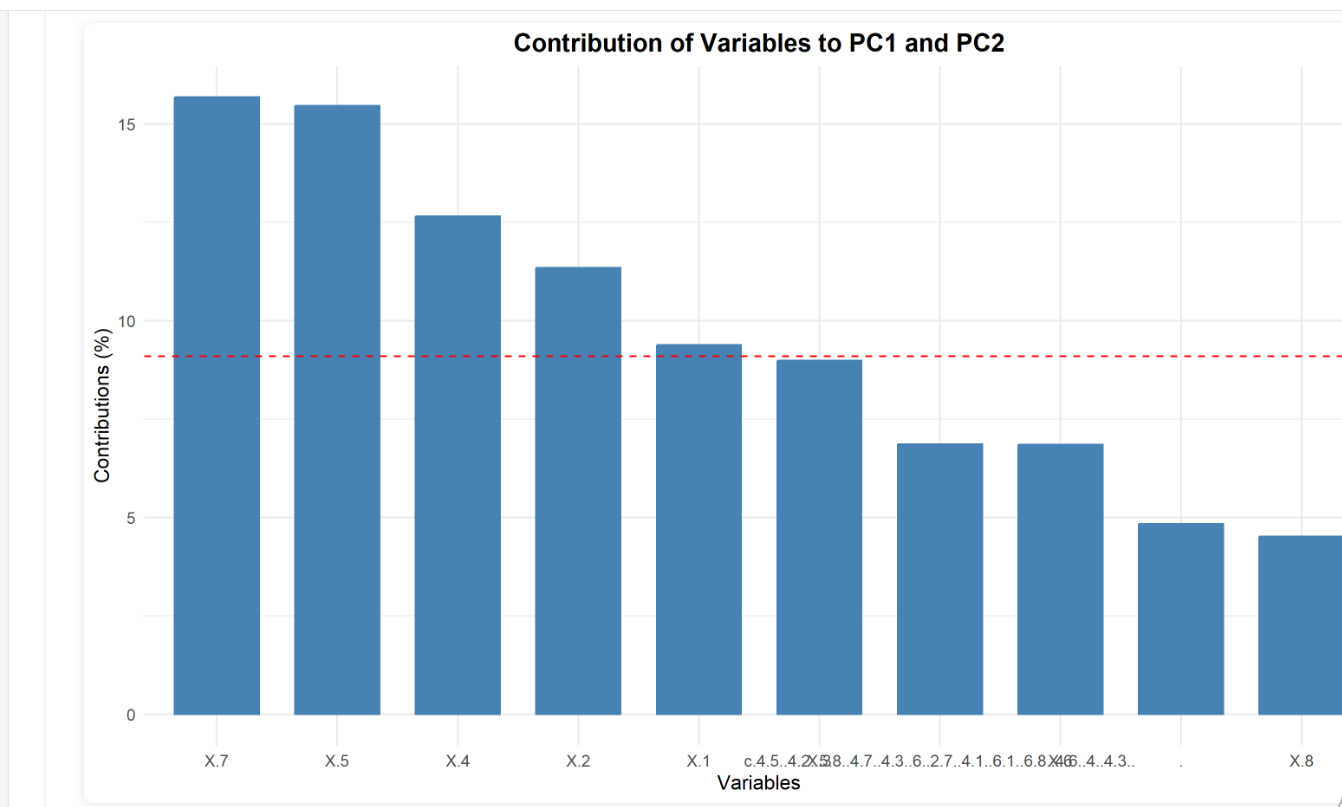 Contribution of Variables to PC1 and PC2
15
10
5
0
Contributions (%)
X.7 X.5 X.4 X.2 X.1 X.8
Variables